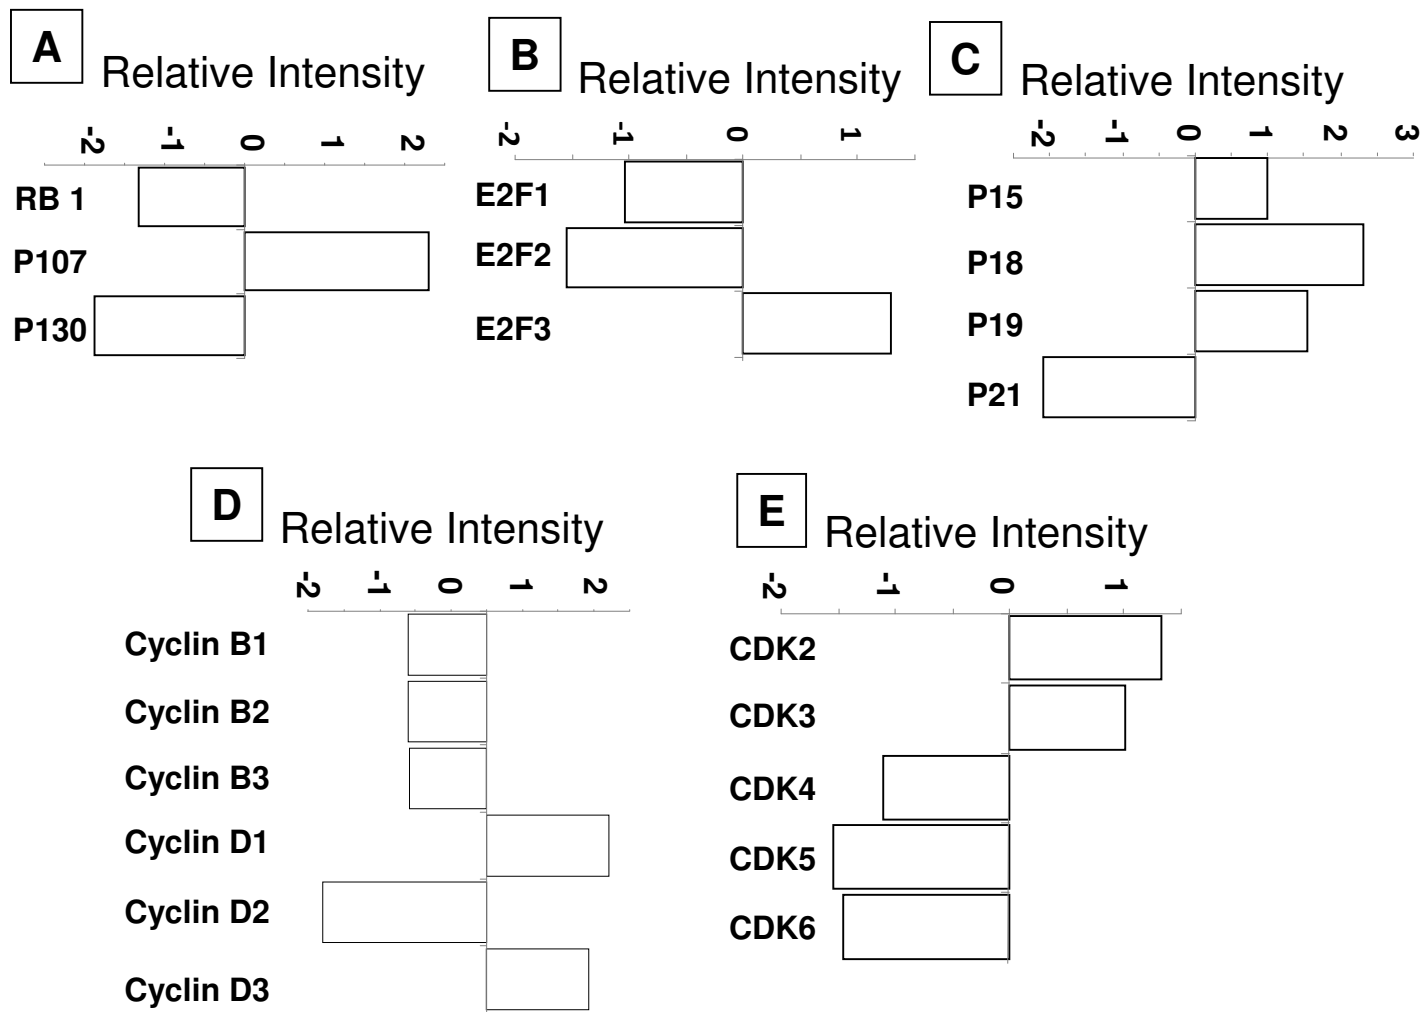 A
Relative Intensity
-2 -1 0 1 2
RB 1
P107
P130
B
Relative Intensity
-2 -1 0 1
E2F1
E2F2
E2F3
C
Relative Intensity
-2 -1 0 1 2 3
P15
P18
P19
P21
D
Relative Intensity
-2 -1 0 1 2
Cyclin B1
Cyclin B2
Cyclin B3
Cyclin D1
Cyclin D2
Cyclin D3
E
Relative Intensity
-2 -1 0 1
CDK2
CDK3
CDK4
CDK5
CDK6